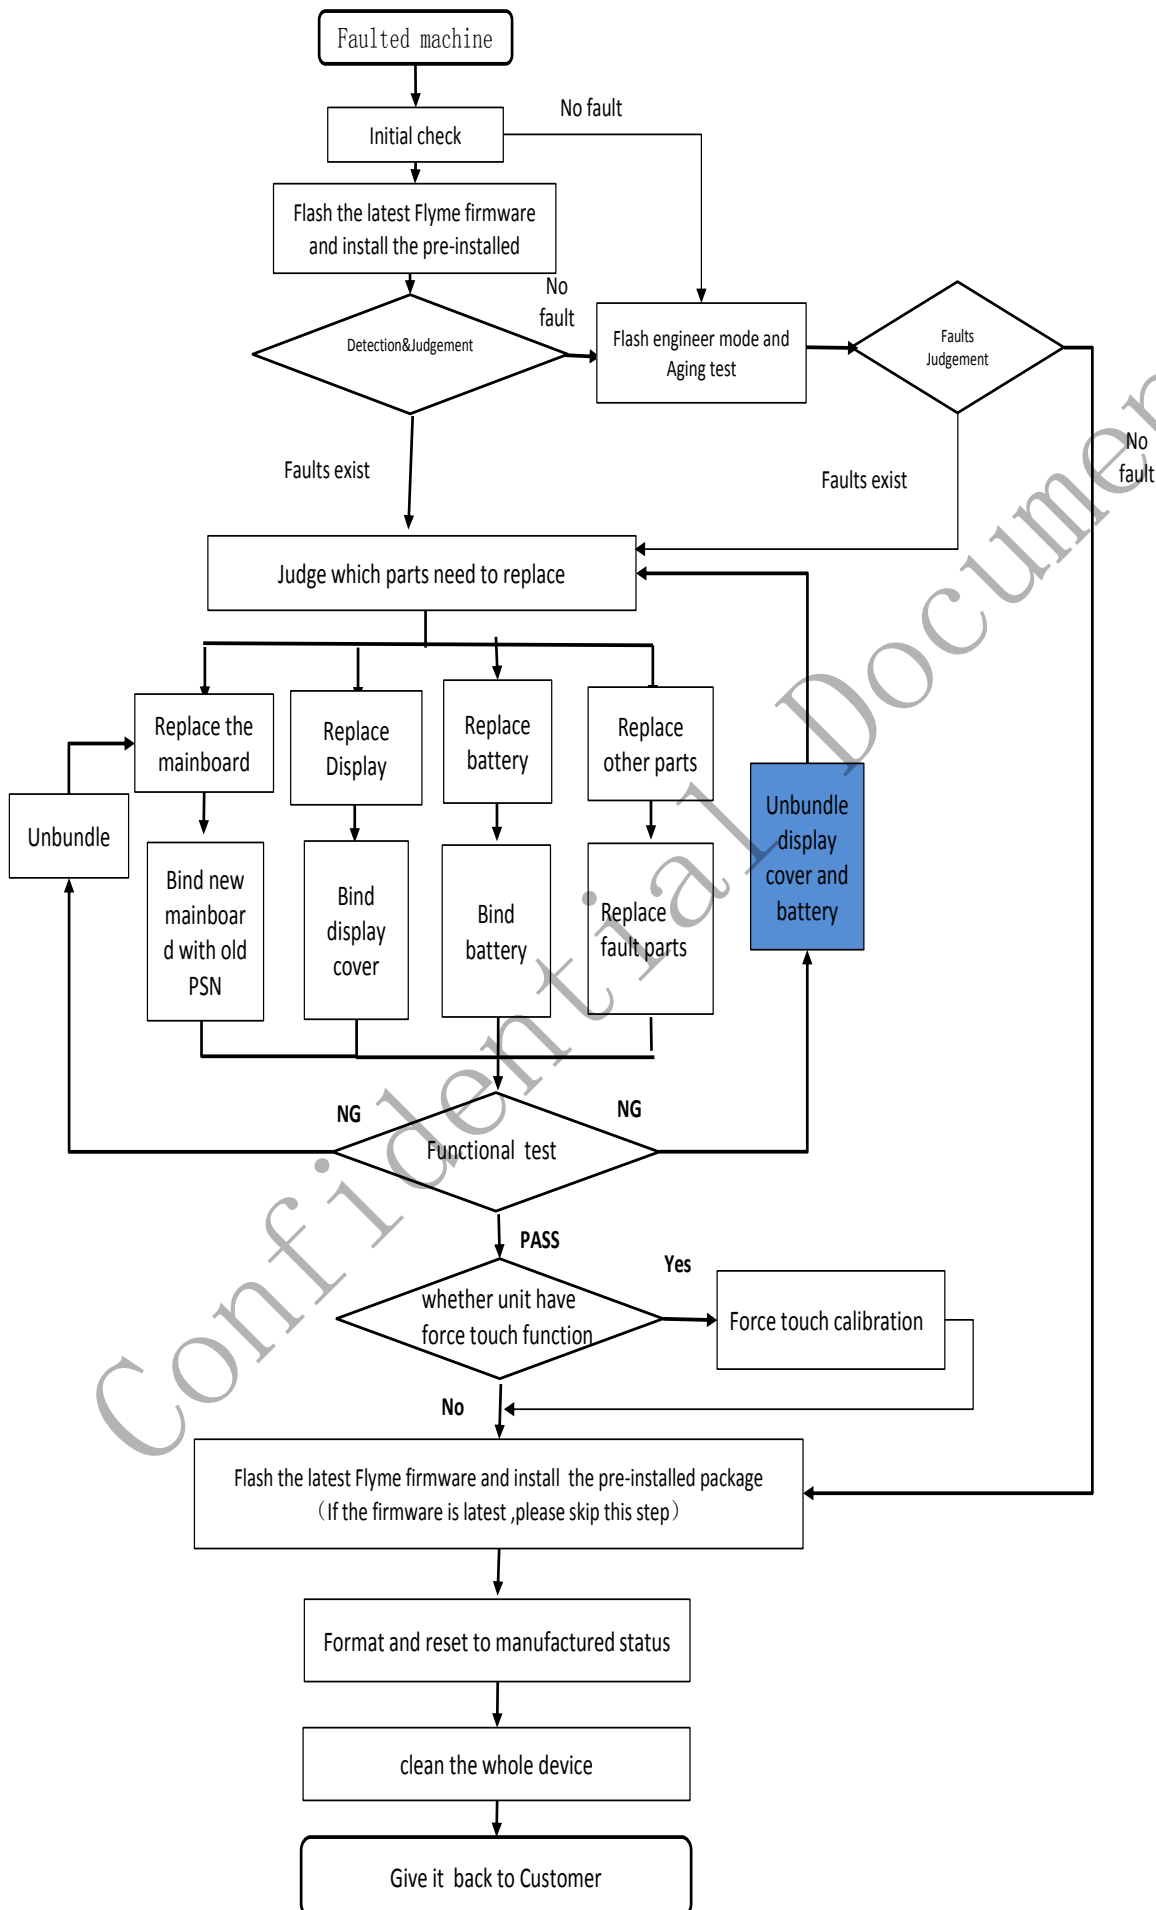 Faulted machine
No fault
Initial check
Flash the latest Flyme firmware
and install the pre-installed
No
fault
Detection&Judgement
Flash engineer mode and
Aging test
Faults
Judgement
No
fault
Faults exist
Faults exist
Judge which parts need to replace
Replace the
mainboard
Replace
Display
Replace
battery
Replace
other parts
Unbundle
display
cover and
battery
Unbundle
Bind new
mainboar
d with old
PSN
Bind
display
cover
Bind
battery
Replace
fault parts
NG
NG
Functional  test
PASS
Yes
whether unit have
force touch function
Force touch calibration
No
Flash the latest Flyme firmware and install  the pre-installed package
（If the firmware is latest ,please skip this step）
Format and reset to manufactured status
clean the whole device
Give it  back to Customer
Confidential Documen